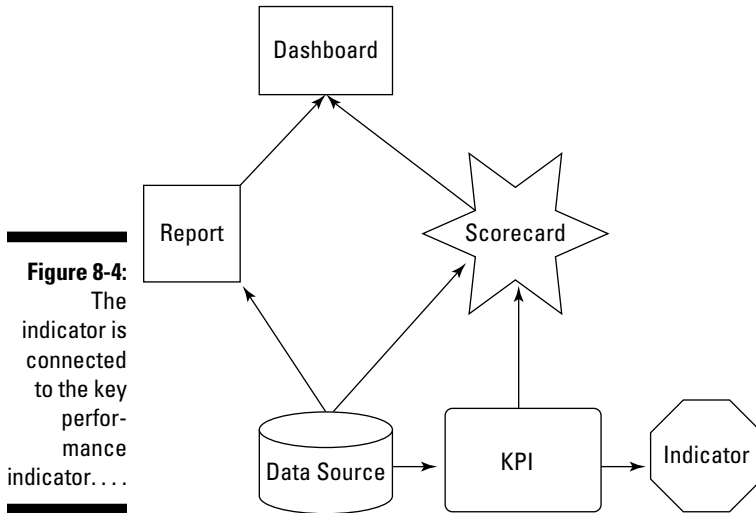 Dashboard
Report
Scorecard
Figure 8-4:
The
indicator is
connected
to the key
perfor-
mance
indicator. . . .
Data Source
KPI
Indicator